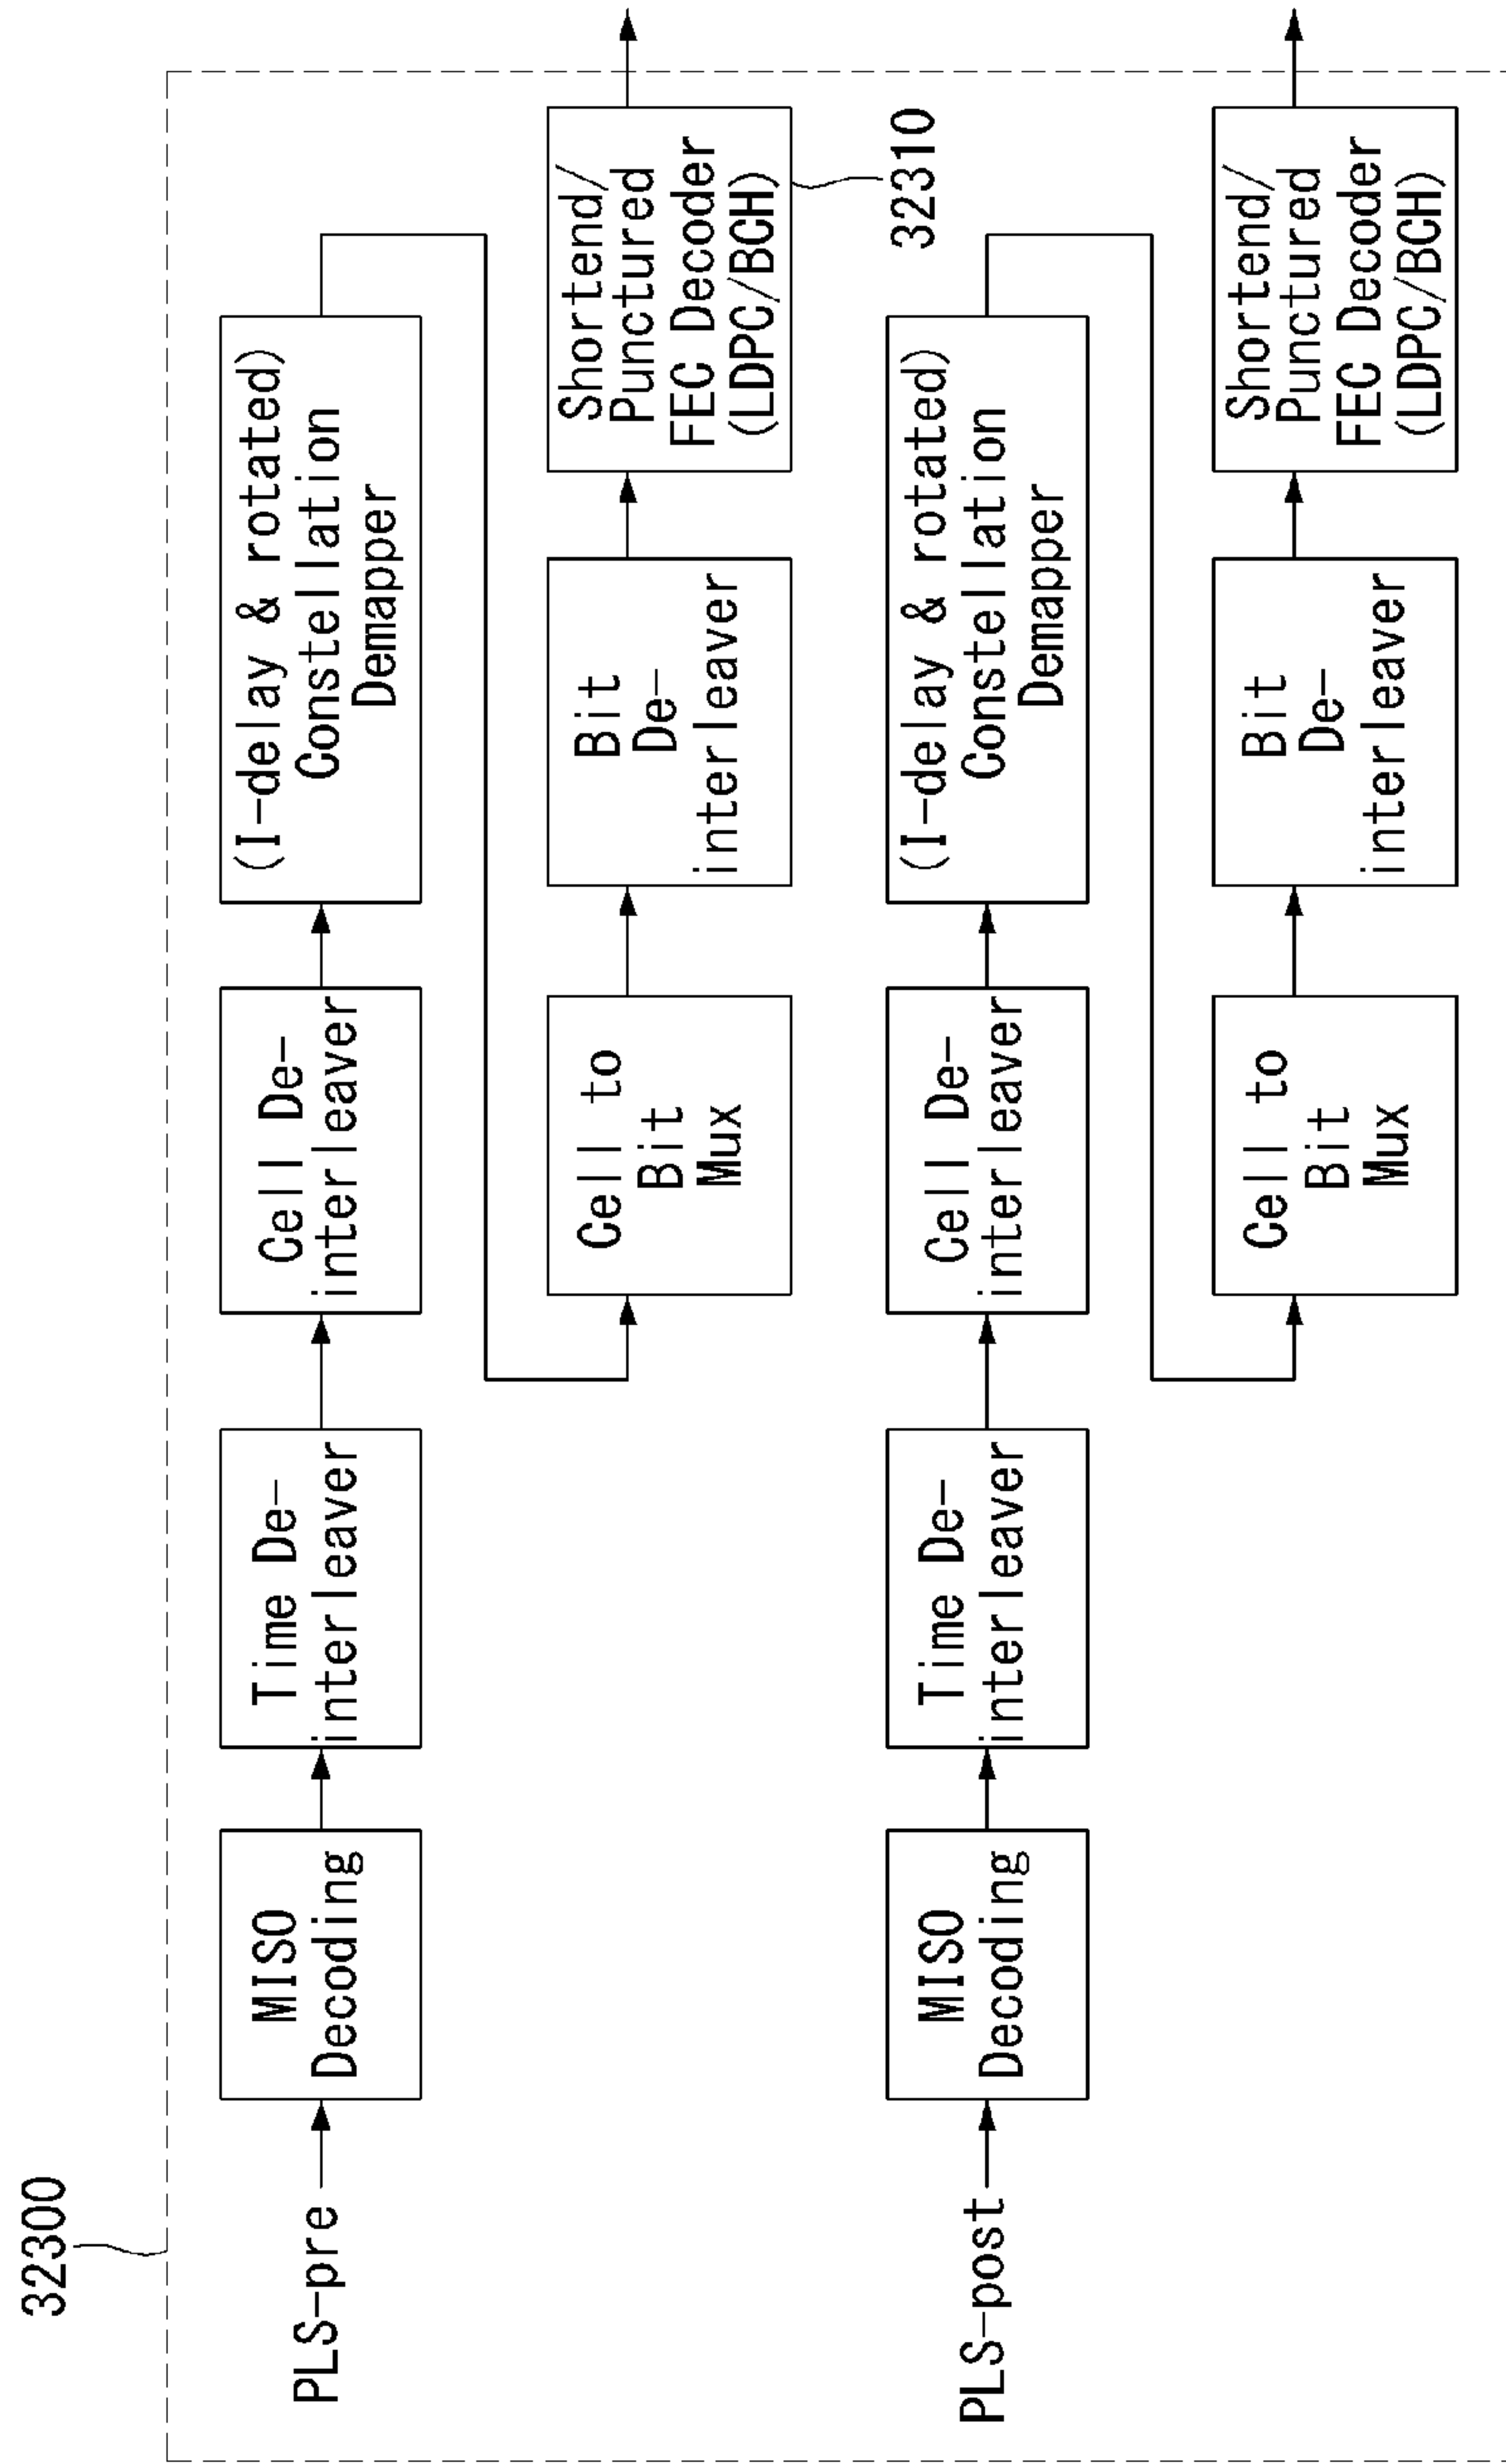 32300
PLS-pre
MISO
Decoding
Time De-
interleaver
Cell De-
interleaver
(I-delay & rotated)
Constellation
Demapper
Cell to
Bit
Mux
Bit
De-
interleaver
Shortend/
Punctured
FEC Decoder
(LDPC/BCH)
32310
PLS-post
MISO
Decoding
Time De-
interleaver
Cell De-
interleaver
(I-delay & rotated)
Constellation
Demapper
Cell to
Bit
Mux
Bit
De-
interleaver
Shortend/
Punctured
FEC Decoder
(LDPC/BCH)